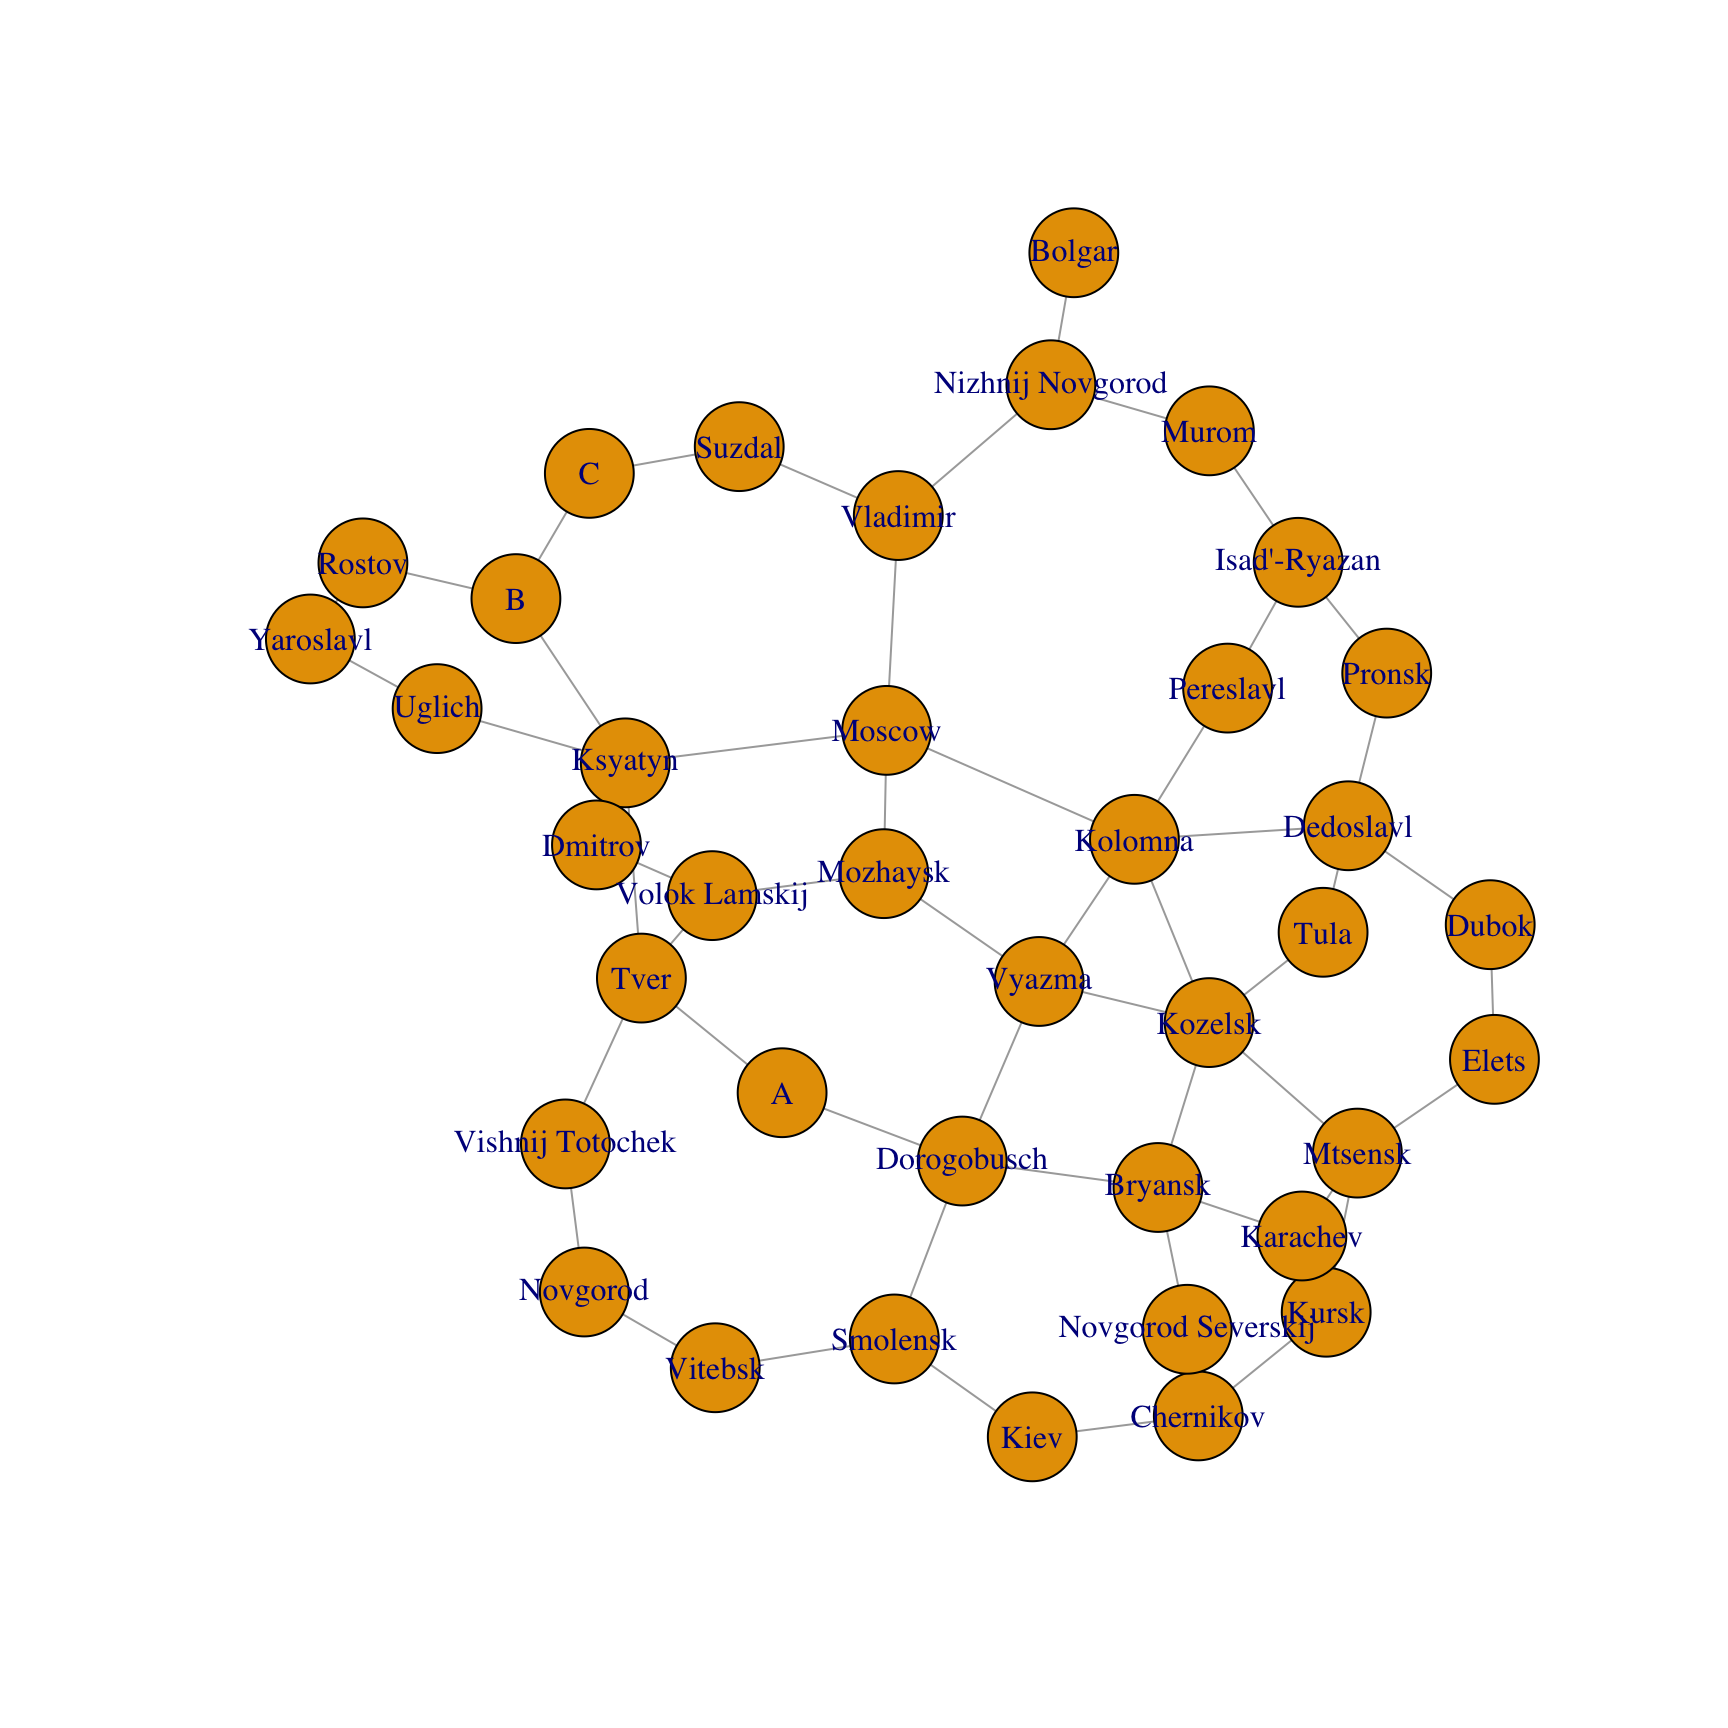 Bolgar
Nizhnij Novgorod
Murom
Suzdal
C
Vladimir
Isad'-Ryazan
Rostov
B
Yaroslavl
Pronsk
Pereslavl
Uglich
Moscow
Ksyatyn
Dedoslavl
Kolomna
Dmitrov
Mozhaysk
Volok Lamskij
Dubok
Tula
Tver
Vyazma
Kozelsk
Elets
A
Vishnij Totochek
Mtsensk
Dorogobusch
Bryansk
Karachev
Novgorod
Kursk
Novgorod Severskij
Smolensk
Vitebsk
Chernikov
Kiev